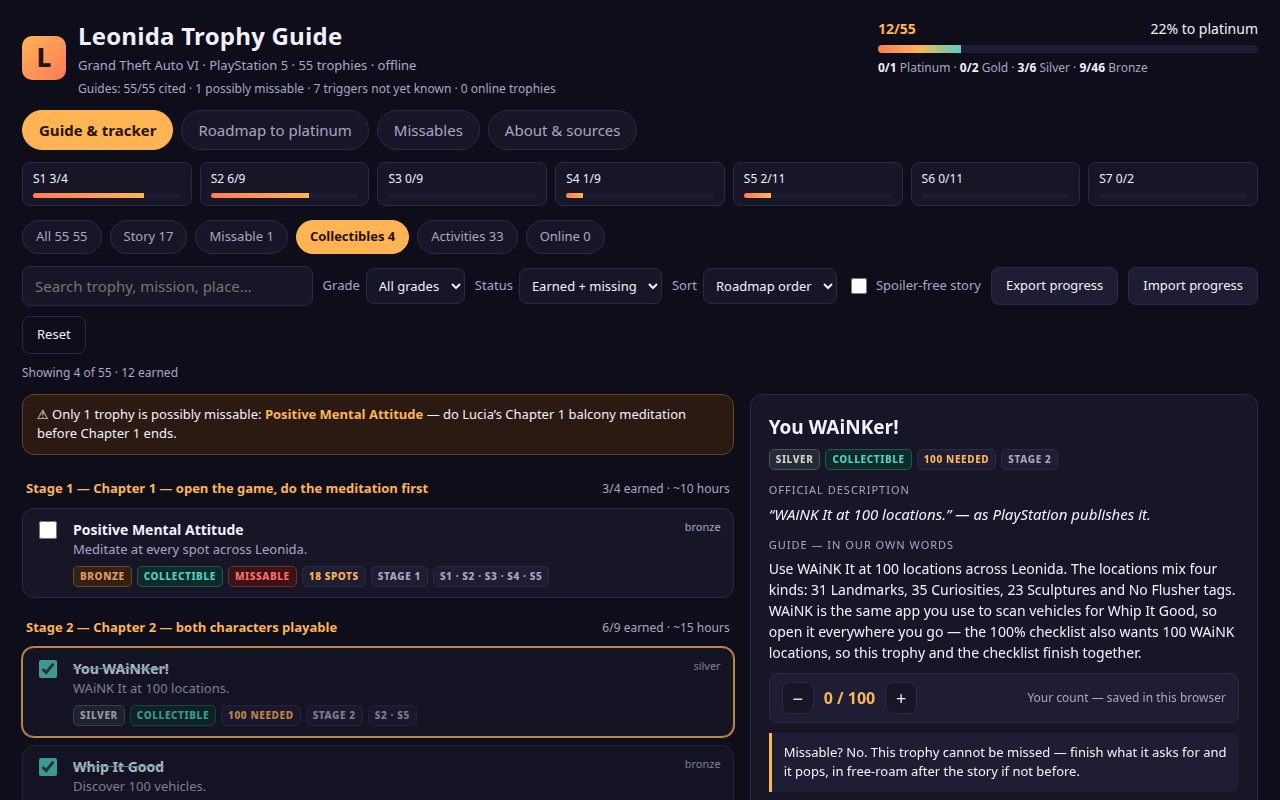 L
Leonida Trophy Guide
Grand Theft Auto VI · PlayStation 5 · 55 trophies · offline
Guides: 55/55 cited · 1 possibly missable · 7 triggers not yet known · 0 online trophies
12/55 22% to platinum
0/1 Platinum · 0/2 Gold · 3/6 Silver · 9/46 Bronze
Guide & tracker Roadmap to platinum Missables About & sources
S1 3/4 S2 6/9 S3 0/9 S4 1/9 S5 2/11 S6 0/11 S7 0/2
All 55 55 Story 17 Missable 1 Collectibles 4 Activities 33 Online 0
Search trophy, mission, place… Grade All grades Status Earned + missing Sort Roadmap order Spoiler-free story Export progress Import progress
Reset
Showing 4 of 55 · 12 earned
⚠ Only 1 trophy is possibly missable: Positive Mental Attitude — do Lucia’s Chapter 1 balcony meditation
before Chapter 1 ends.
Stage 1 — Chapter 1 — open the game, do the meditation first 3/4 earned · ~10 hours
Positive Mental Attitude bronze
Meditate at every spot across Leonida.
BRONZE COLLECTIBLE MISSABLE 18 SPOTS STAGE 1 S1 · S2 · S3 · S4 · S5
Stage 2 — Chapter 2 — both characters playable 6/9 earned · ~15 hours
You WAiNKer! silver
WAiNK It at 100 locations.
SILVER COLLECTIBLE 100 NEEDED STAGE 2 S2 · S5
Whip It Good bronze
Discover 100 vehicles.
You WAiNKer!
SILVER COLLECTIBLE 100 NEEDED STAGE 2
OFFICIAL DESCRIPTION
“WAiNK It at 100 locations.” — as PlayStation publishes it.
GUIDE — IN OUR OWN WORDS
Use WAiNK It at 100 locations across Leonida. The locations mix four
kinds: 31 Landmarks, 35 Curiosities, 23 Sculptures and No Flusher tags.
WAiNK is the same app you use to scan vehicles for Whip It Good, so
open it everywhere you go — the 100% checklist also wants 100 WAiNK
locations, so this trophy and the checklist finish together.
− 0 / 100 + Your count — saved in this browser
Missable? No. This trophy cannot be missed — finish what it asks for and
it pops, in free-roam after the story if not before.